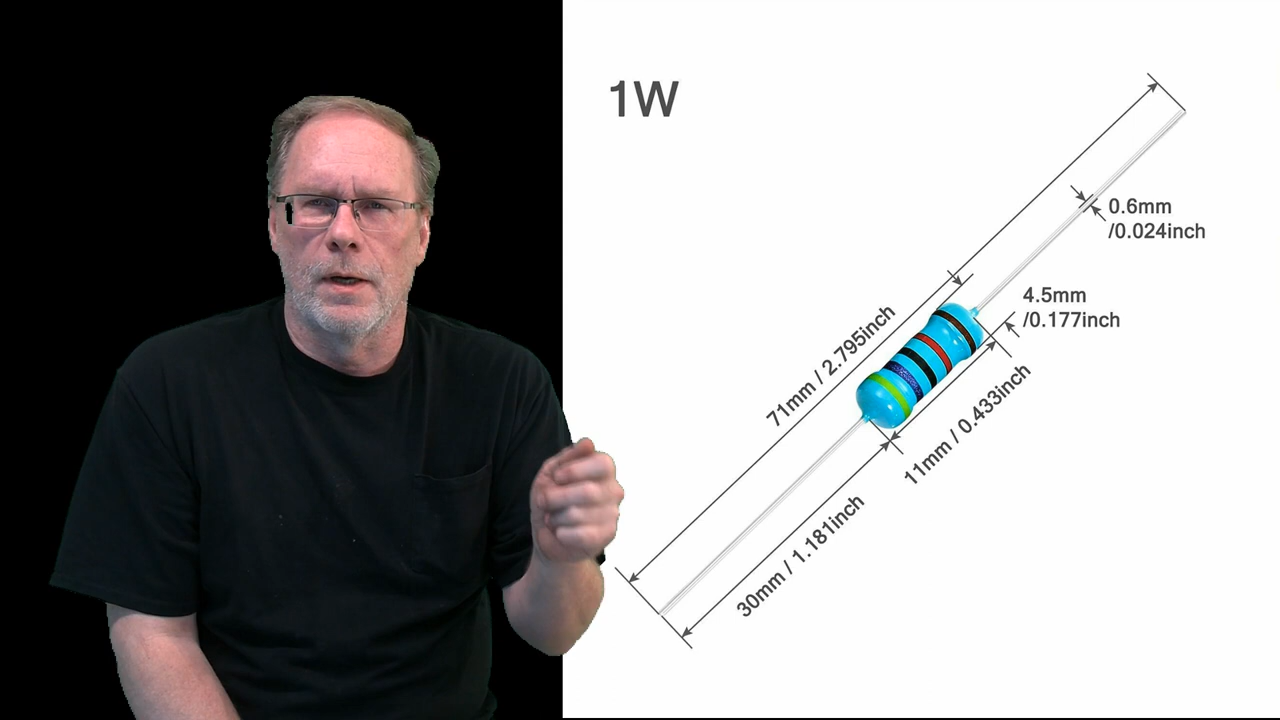 1W
0.6mm
/0.024inch
4.5mm
/0.177inch
71mm / 2.795inch
11mm / 0.433inch
30mm / 1.181inch